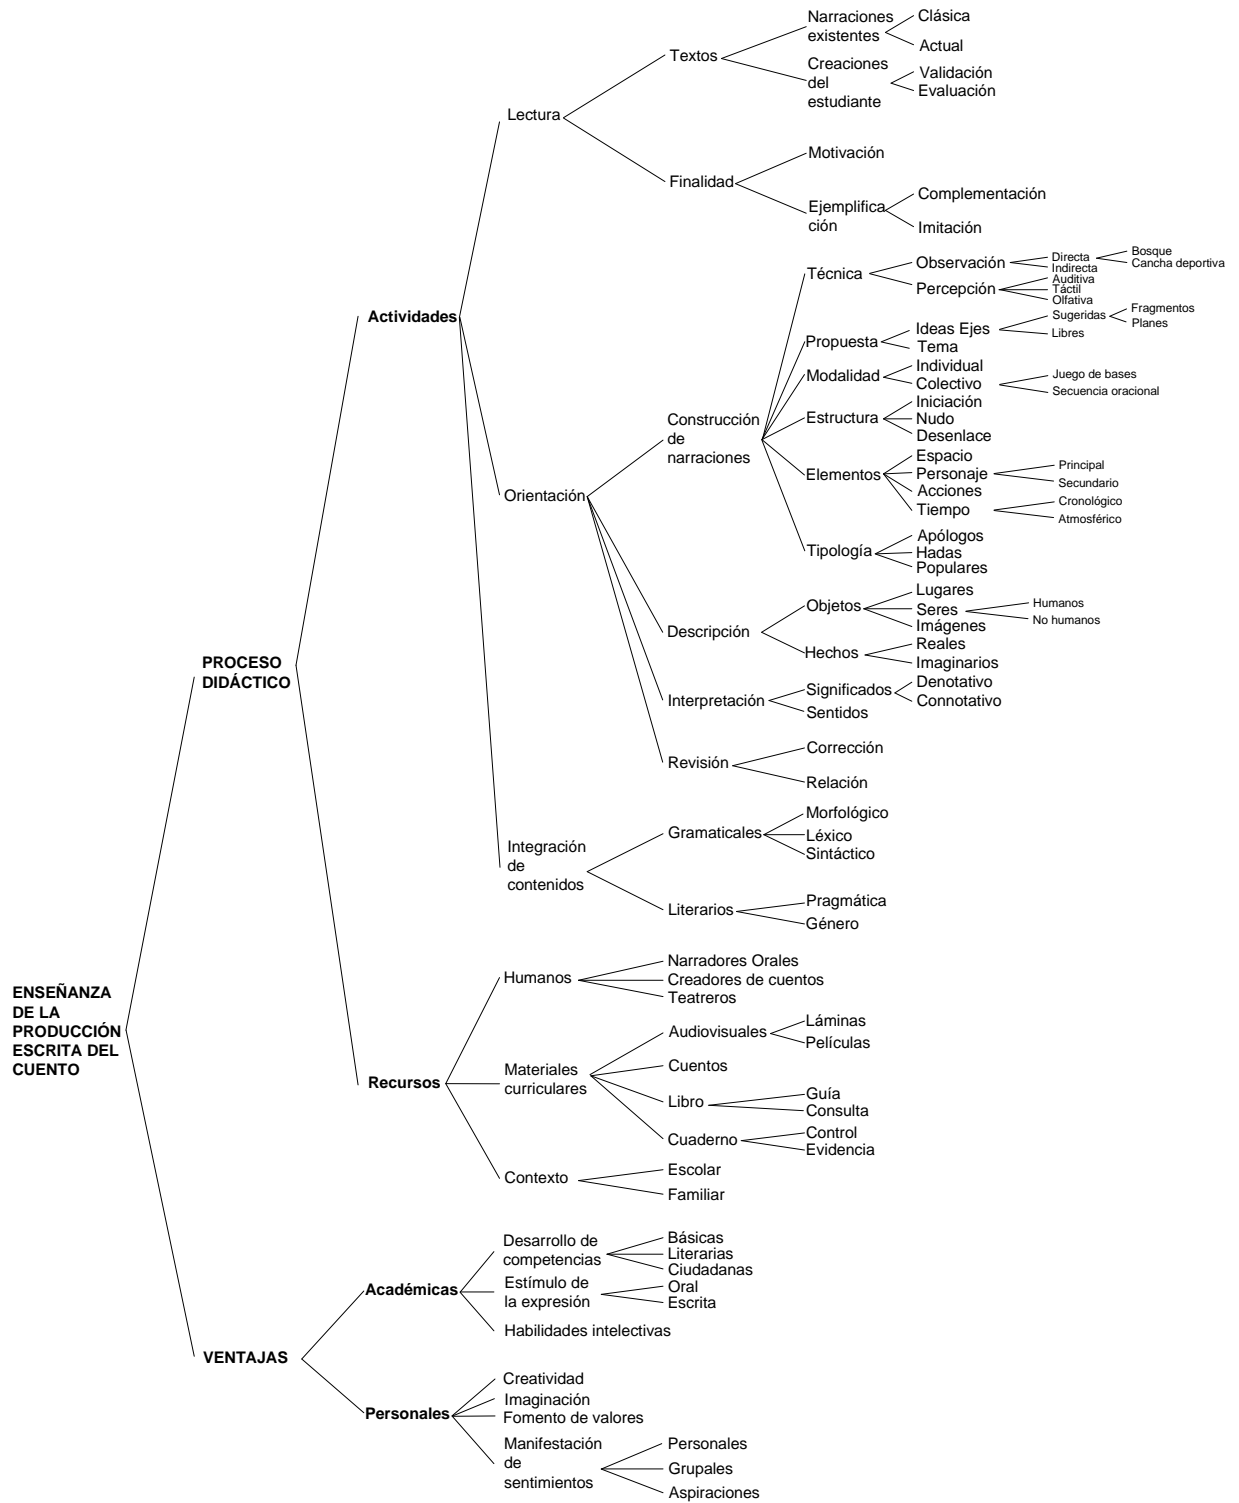 Narraciones
existentes
Clásica
Actual
Textos
Creaciones
del
estudiante
Validación
Evaluación
Lectura
Motivación
Finalidad
Ejemplifica
ción
Complementación
Imitación
Actividades
Técnica
Observación
Directa
Bosque
Cancha deportiva
Indirecta
Percepción
Auditiva
Táctil
Olfativa
Propuesta
Ideas Ejes
Sugeridas
Fragmentos
Planes
Libres
Tema
Modalidad
Individual
Colectivo
Juego de bases
Secuencia oracional
Construcción
de
narraciones
Estructura
Iniciación
Nudo
Desenlace
Elementos
Espacio
Personaje
Principal
Secundario
Acciones
Tiempo
Cronológico
Atmosférico
Orientación
Tipología
Apólogos
Hadas
Populares
Descripción
Objetos
Lugares
Seres
Humanos
No humanos
Imágenes
Hechos
Reales
Imaginarios
PROCESO
DIDÁCTICO
Interpretación
Significados
Denotativo
Connotativo
Sentidos
Revisión
Corrección
Relación
Integración
de
contenidos
Gramaticales
Morfológico
Léxico
Sintáctico
Literarios
Pragmática
Género
ENSEÑANZA
DE LA
PRODUCCIÓN
ESCRITA DEL
CUENTO
Humanos
Narradores Orales
Creadores de cuentos
Teatreros
Recursos
Materiales
curriculares
Audiovisuales
Láminas
Películas
Cuentos
Libro
Guía
Consulta
Cuaderno
Control
Evidencia
Contexto
Escolar
Familiar
Desarrollo de
competencias
Básicas
Literarias
Ciudadanas
Académicas
Estímulo de
la expresión
Oral
Escrita
Habilidades intelectivas
VENTAJAS
Creatividad
Imaginación
Personales
Fomento de valores
Manifestación
de
sentimientos
Personales
Grupales
Aspiraciones